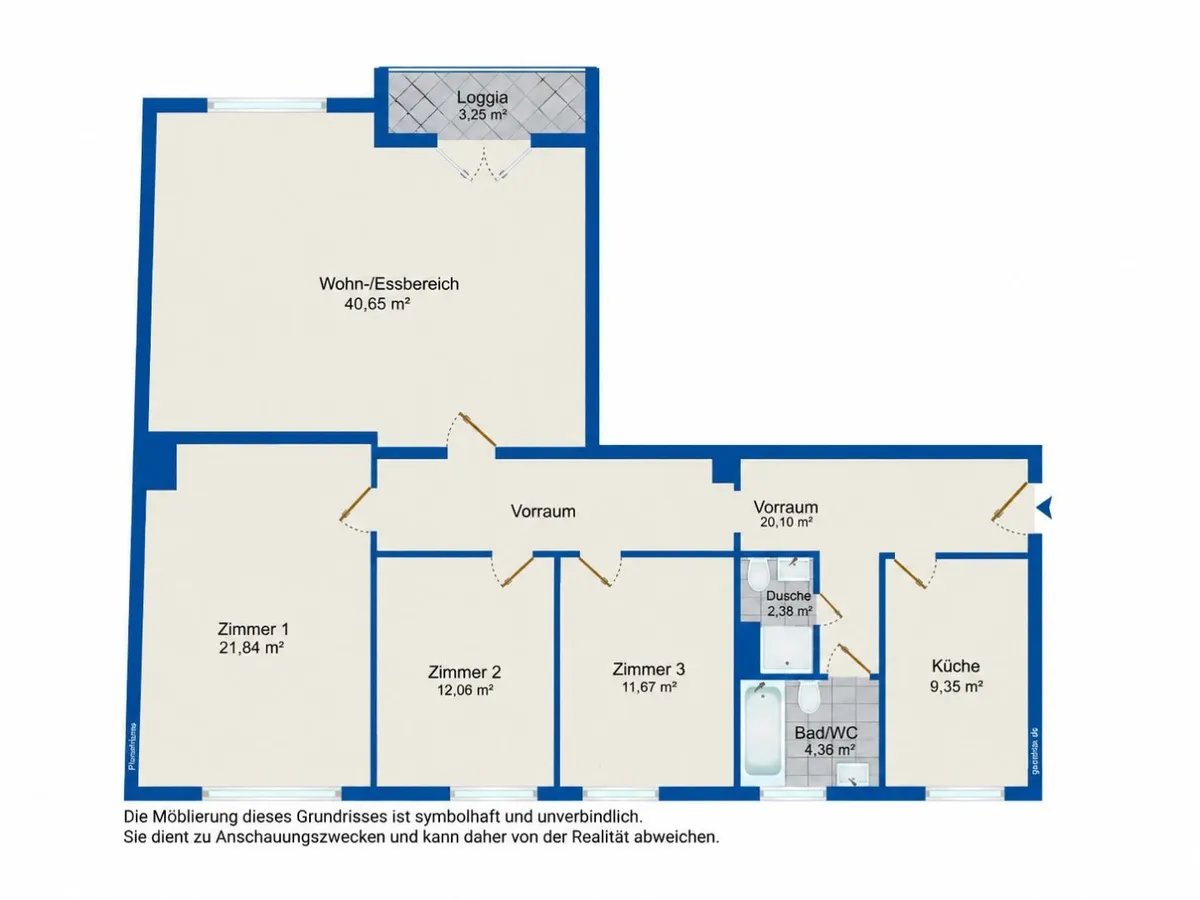 Loggia
3,25 m²
Wohn-/Essbereich
40,65 m²
Vorraum
Vorraum
20,10 m²
Dusche
2,38 m²
Zimmer 1
21,84 m²
Zimmer 2
12,06 m²
Zimmer 3
11,67 m²
Küche
9,35 m²
Bad/WC
4,36 m²
Die Möblierung dieses Grundrisses ist symbolhaft und unverbindlich.
Sie dient zu Anschauungszwecken und kann daher von der Realität abweichen.